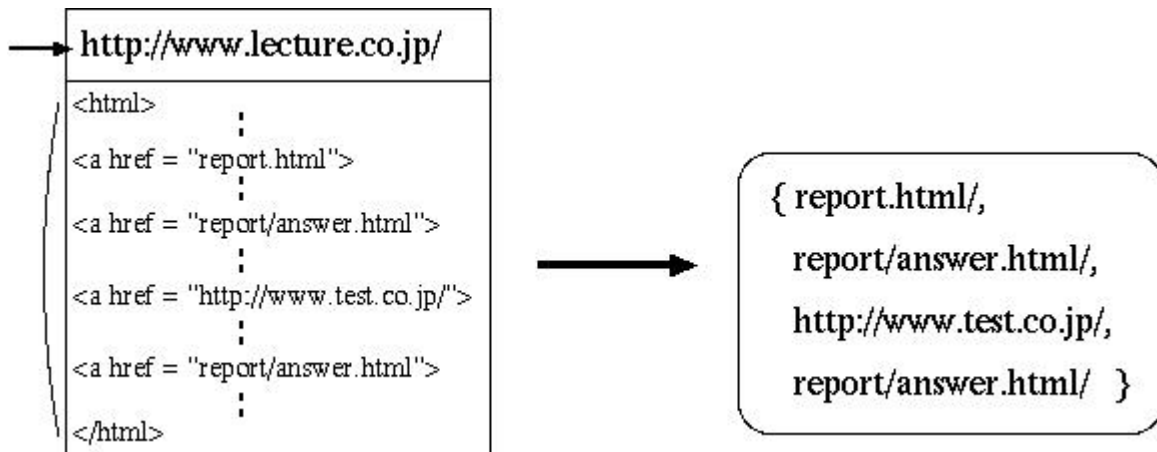 http://www.lecture.co.jp/
<html>
<a href = "report.html">
<a href = "report/answer.html">
<a href = "http://www.test.co.jp/">
<a href = "report/answer.html">
</html>
{ report.html/,
report/answer.html/,
http://www.test.co.jp/,
report/answer.html/ }